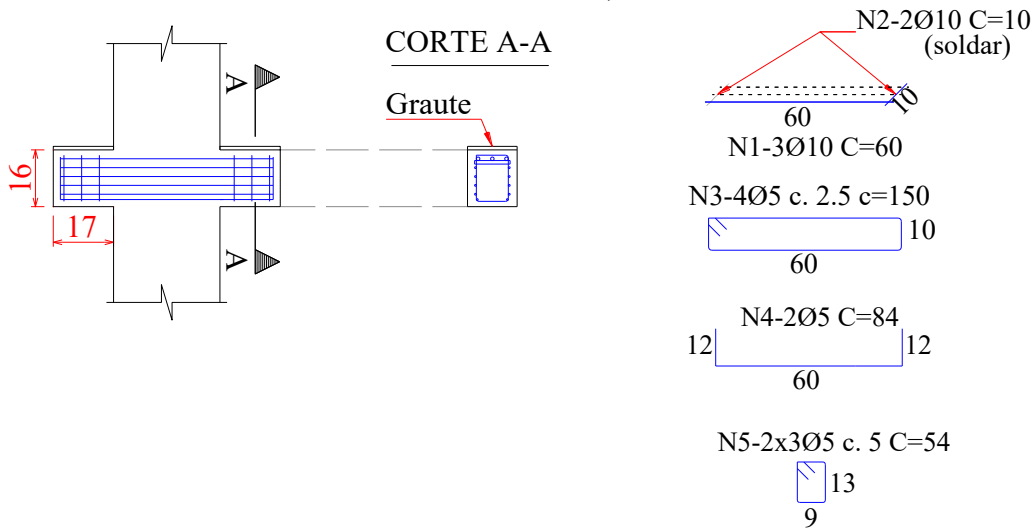 CORTE A-A
Graute
A
A
16
17
N2-2Ø10 C=10
(soldar)
60
10
N1-3Ø10 C=60
N3-4Ø5 c. 2.5 c=150
10
60
N4-2Ø5 C=84
12
12
60
N5-2x3Ø5 c. 5 C=54
13
9